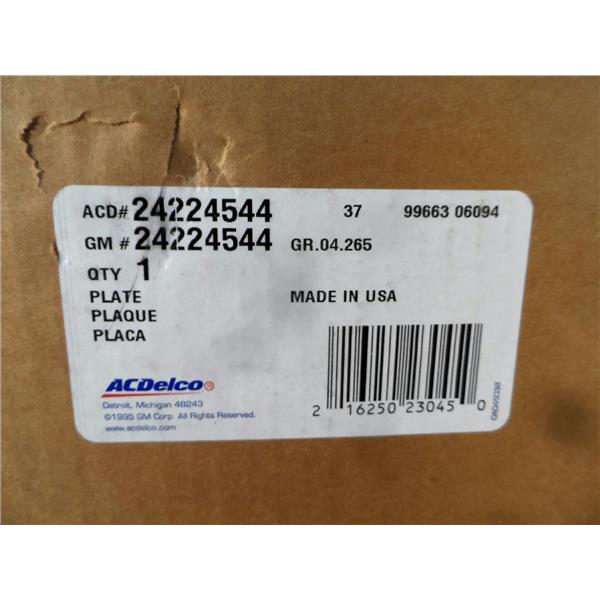 ACD# 24224544 37 99663 06094
GM # 24224544 GR.04.265
QTY 1
PLATE MADE IN USA
PLAQUE
PLACA
ACDelco®
Detroit, Michigan 48243
©1995 GM Corp. All Rights Reserved.
www.acdelco.com
2 16250 23045 0